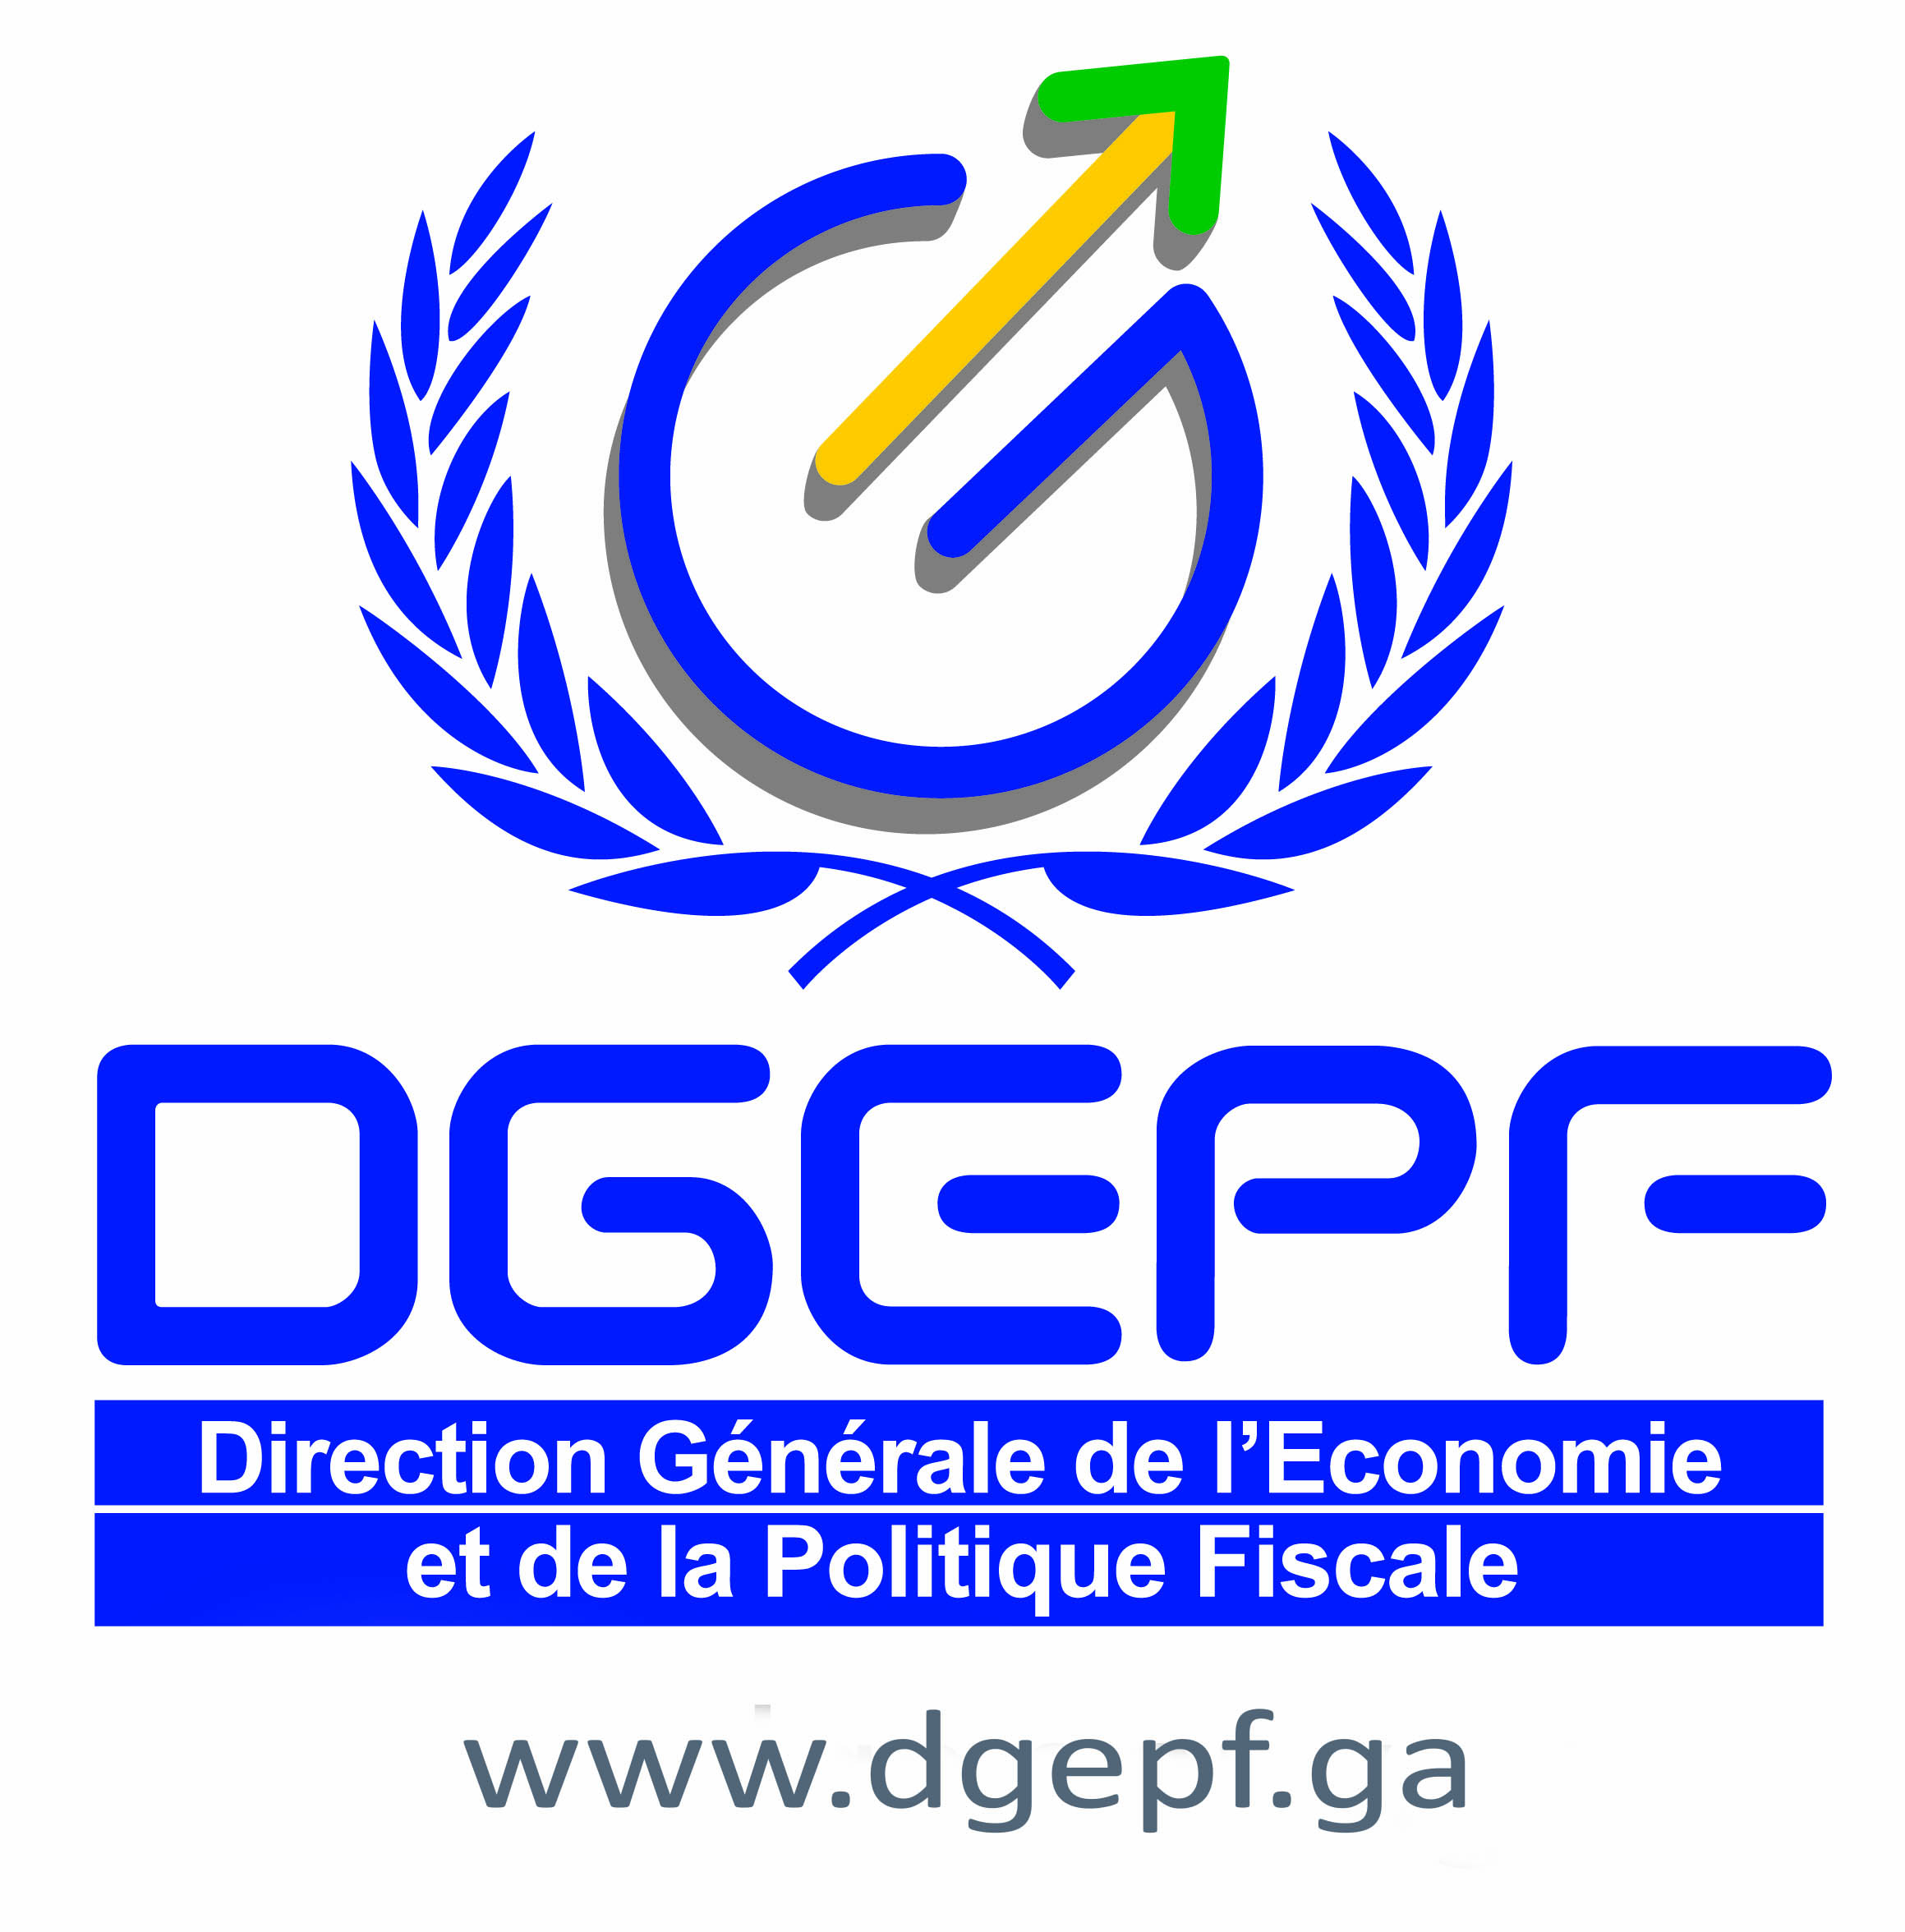 DGEPF
Direction Générale de l’Economie
et de la Politique Fiscale
www.dgepf.ga